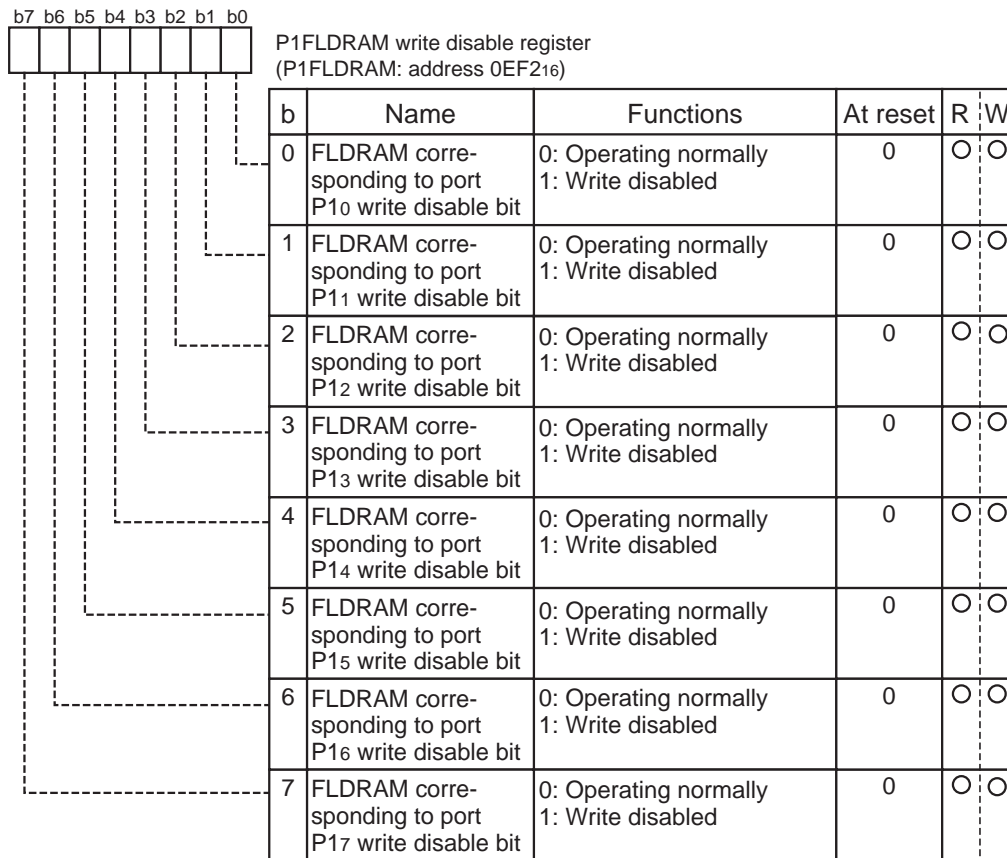 b7 b6 b5 b4 b3 b2 b1 b0
P1FLDRAM write disable register
(P1FLDRAM: address 0EF216)
b Name Functions At reset R W
0 FLDRAM corre- 0: Operating normally 0
sponding to port 1: Write disabled
P10 write disable bit
1 FLDRAM corre- 0: Operating normally 0
sponding to port 1: Write disabled
P11 write disable bit
2 FLDRAM corre- 0: Operating normally 0
sponding to port 1: Write disabled
P12 write disable bit
3 FLDRAM corre- 0: Operating normally 0
sponding to port 1: Write disabled
P13 write disable bit
4 FLDRAM corre- 0: Operating normally 0
sponding to port 1: Write disabled
P14 write disable bit
5 FLDRAM corre- 0: Operating normally 0
sponding to port 1: Write disabled
P15 write disable bit
6 FLDRAM corre- 0: Operating normally 0
sponding to port 1: Write disabled
P16 write disable bit
7 FLDRAM corre- 0: Operating normally 0
sponding to port 1: Write disabled
P17 write disable bit